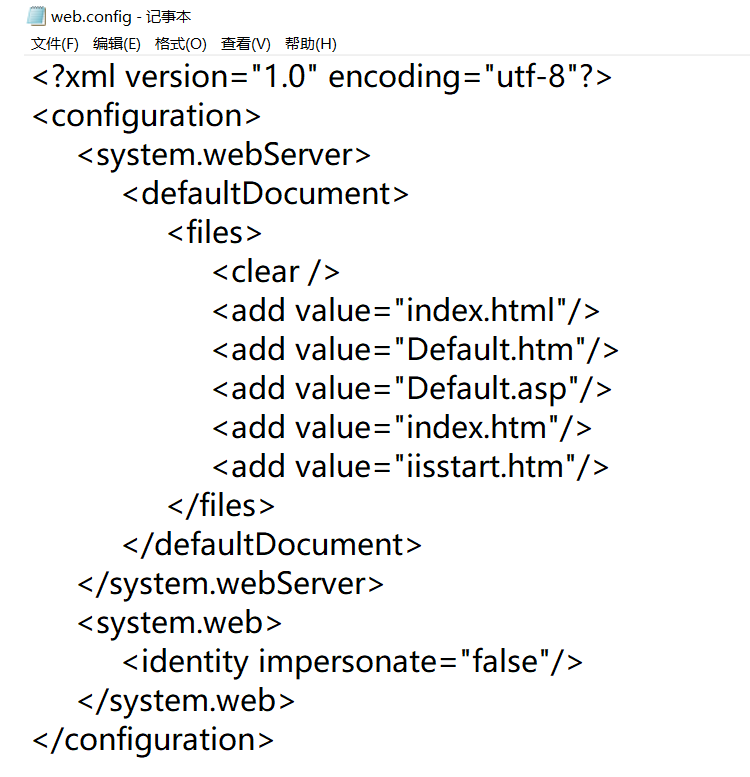 web.config - 记事本
文件(F) 编辑(E) 格式(O) 查看(V) 帮助(H)
<?xml version="1.0" encoding="utf-8"?>
<configuration>
<system.webServer>
<defaultDocument>
<files>
<clear />
<add value="index.html"/>
<add value="Default.htm"/>
<add value="Default.asp"/>
<add value="index.htm"/>
<add value="iisstart.htm"/>
</files>
</defaultDocument>
</system.webServer>
<system.web>
<identity impersonate="false"/>
</system.web>
</configuration>